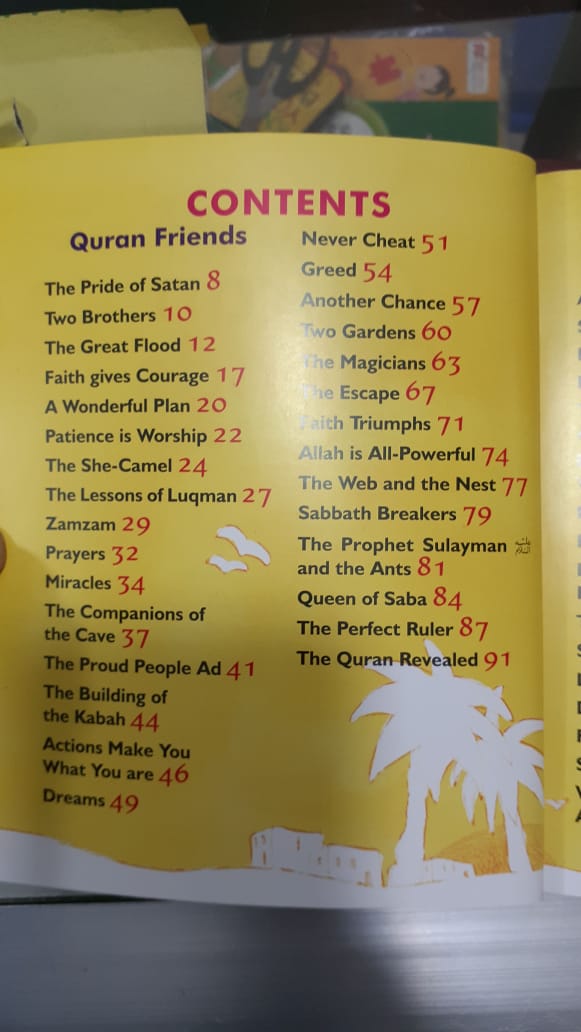 CONTENTS
Quran Friends
The Pride of Satan 8
Two Brothers 10
The Great Flood 12
Faith gives Courage 17
A Wonderful Plan 20
Patience is Worship 22
The She-Camel 24
The Lessons of Luqman 27
Zamzam 29
Prayers 32
Miracles 34
The Companions of
the Cave 37
The Proud People Ad 41
The Building of
the Kabah 44
Actions Make You
What You are 46
Dreams 49
Never Cheat 51
Greed 54
Another Chance 57
Two Gardens 60
The Magicians 63
The Escape 67
Faith Triumphs 71
Allah is All-Powerful 74
The Web and the Nest 77
Sabbath Breakers 79
The Prophet Sulayman
and the Ants 81
Queen of Saba 84
The Perfect Ruler 87
The Quran Revealed 91